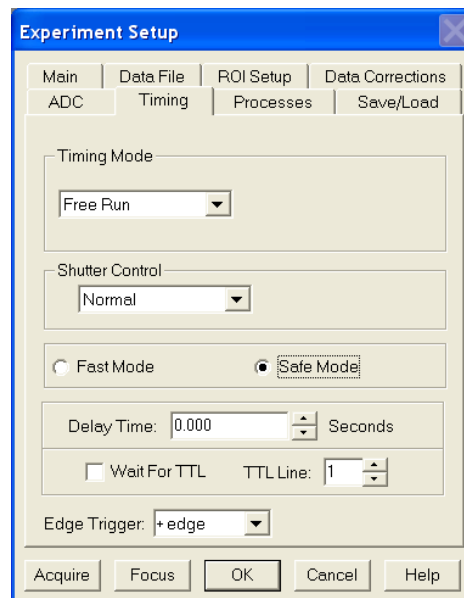 Experiment Setup
Main Data File ROI Setup Data Corrections
ADC Timing Processes Save/Load
Timing Mode
Free Run
Shutter Control
Normal
Fast Mode Safe Mode
Delay Time: 0.000 Seconds
Wait For TTL TTL Line: 1
Edge Trigger: + edge
Acquire Focus OK Cancel Help